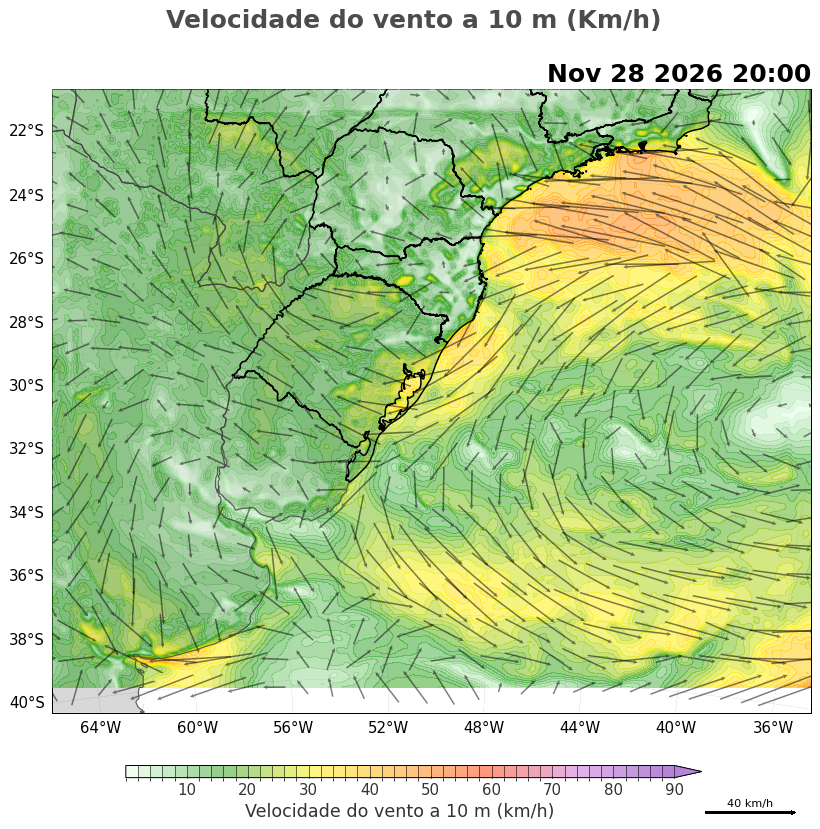 Velocidade do vento a 10 m (Km/h)
Nov 28 2026 20:00
22°S
24°S
26°S
28°S
30°S
32°S
34°S
36°S
38°S
40°S
64°W 60°W 56°W 52°W 48°W 44°W 40°W 36°W
10 20 30 40 50 60 70 80 90
Velocidade do vento a 10 m (km/h)
40 km/h